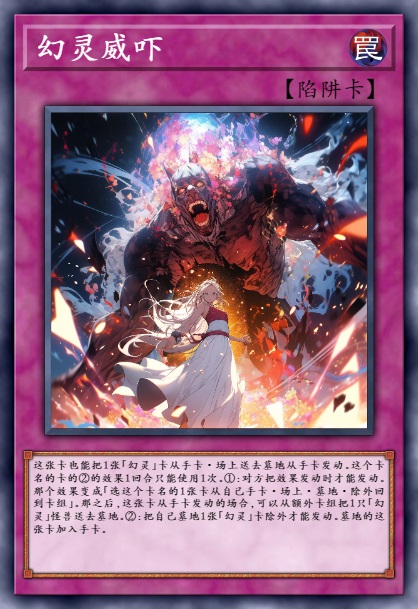 幻灵威吓
罠
【陷阱卡】
这张卡也能把1张「幻灵」卡从手卡·场上送去墓地从手卡发动。这个卡
名的卡的②的效果1回合只能使用1次。①:对方把效果发动时才能发动。
那个效果变成「选这个卡名的1张卡从自己手卡·场上·墓地·除外回
到卡组」。那之后,这张卡从手卡发动的场合,可以从额外卡组把1只「幻
灵」怪兽送去墓地。②:把自己墓地1张「幻灵」卡除外才能发动。墓地的这
张卡加入手卡。